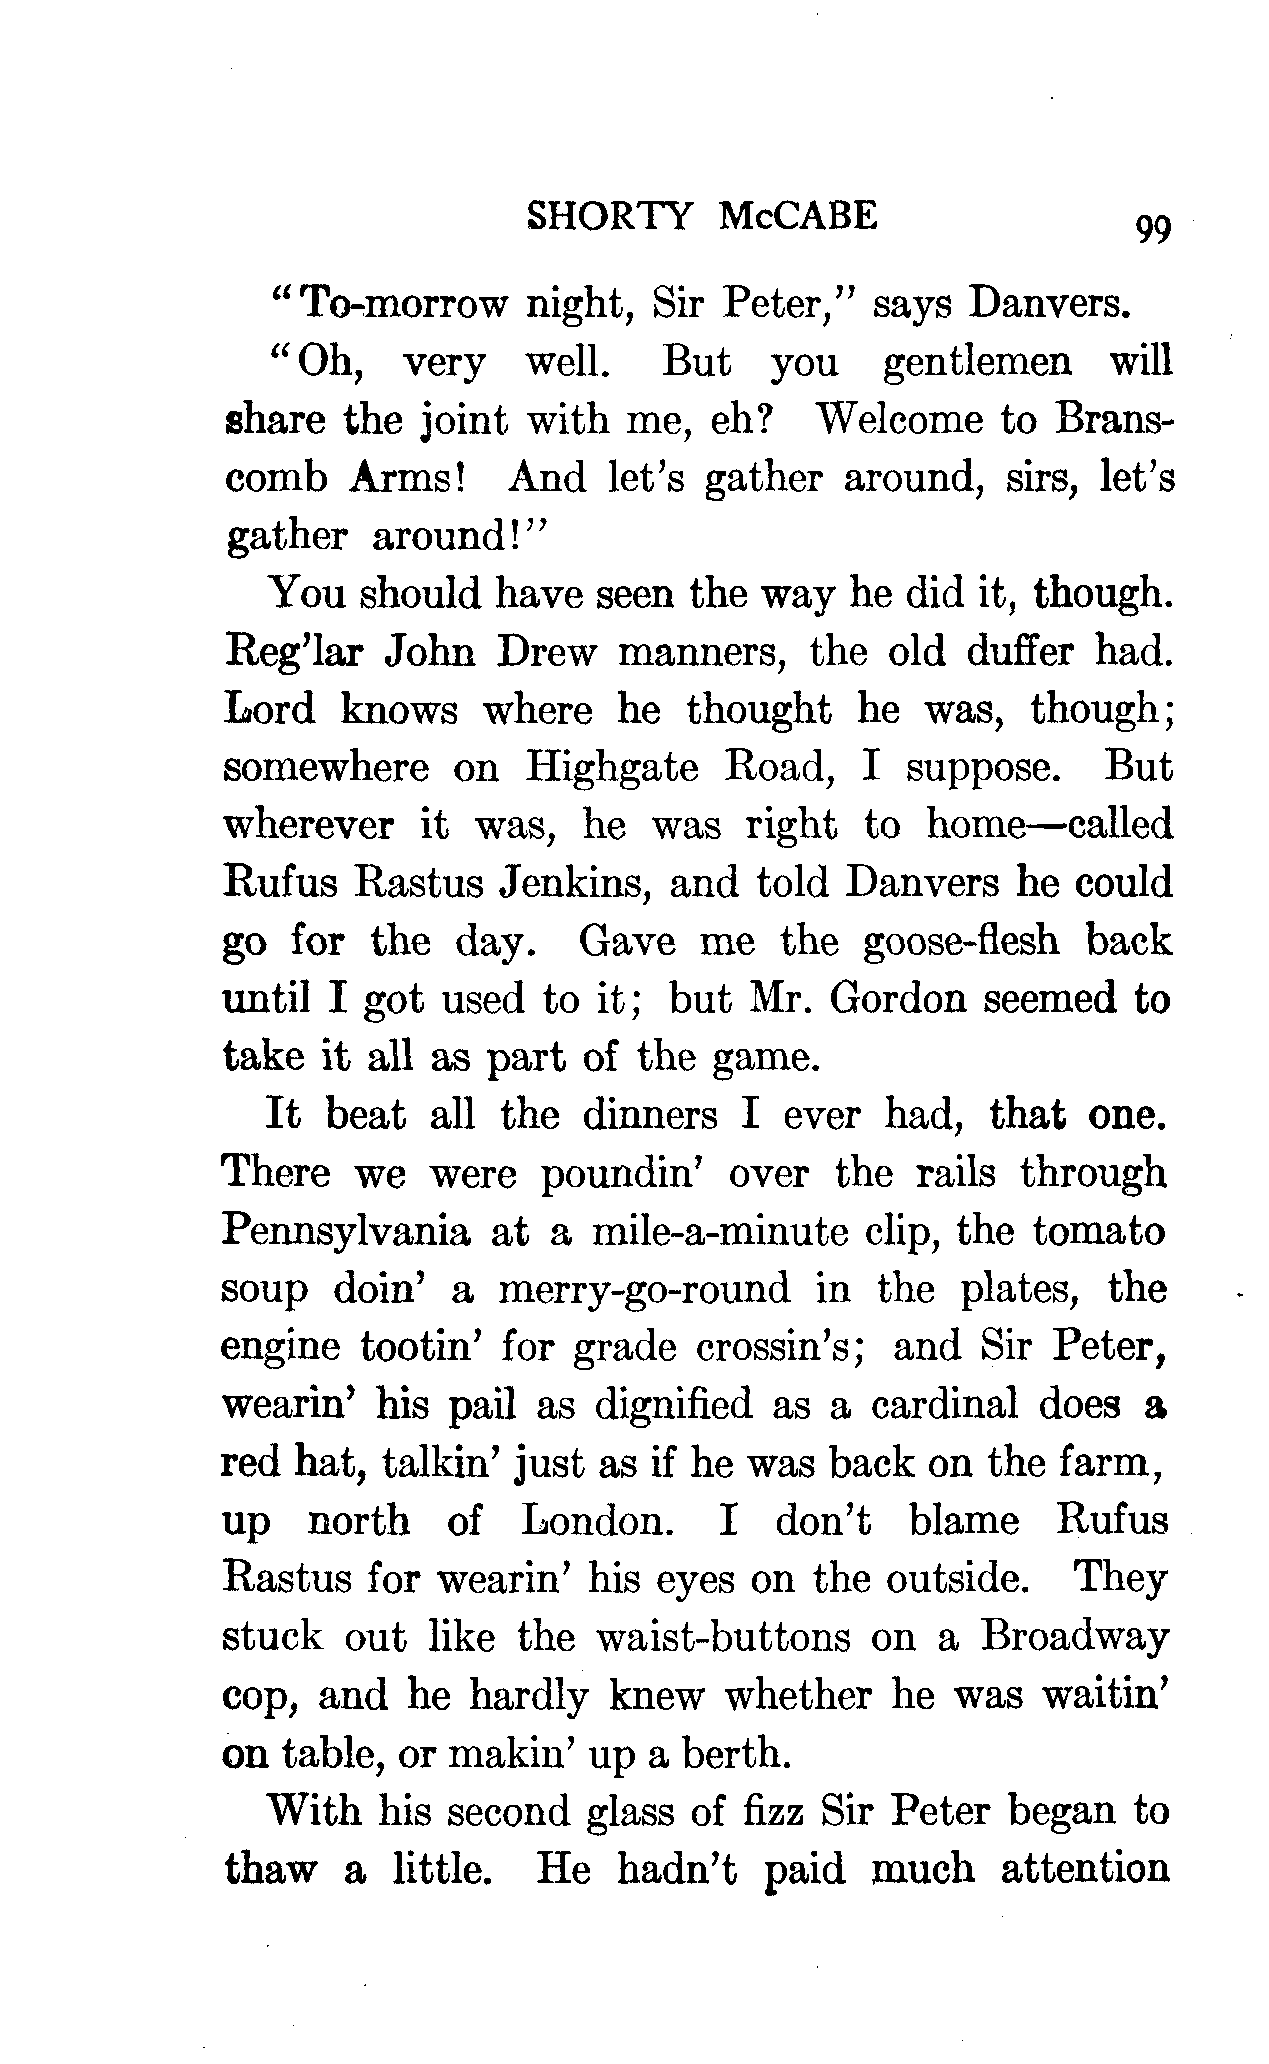 SHORTY McCABE 99
"To-morrow night, Sir Peter," says Danvers.
"Oh, very well. But you gentlemen will
share the joint with me, eh? Welcome to Brans-
comb Arms! And let's gather around, sirs, let's
gather around!"
You should have seen the way he did it, though.
Reg'lar John Drew manners, the old duffer had.
Lord knows where he thought he was, though;
somewhere on Highgate Road, I suppose. But
wherever it was, he was right to home—called
Rufus Rastus Jenkins, and told Danvers he could
go for the day. Gave me the goose-flesh back
until I got used to it; but Mr. Gordon seemed to
take it all as part of the game.
It beat all the dinners I ever had, that one.
There we were poundin' over the rails through
Pennsylvania at a mile-a-minute clip, the tomato
soup doin' a merry-go-round in the plates, the
engine tootin' for grade crossin's; and Sir Peter,
wearin' his pail as dignified as a cardinal does a
red hat, talkin' just as if he was back on the farm,
up north of London. I don't blame Rufus
Rastus for wearin' his eyes on the outside. They
stuck out like the waist-buttons on a Broadway
cop, and he hardly knew whether he was waitin'
on table, or makin' up a berth.
With his second glass of fizz Sir Peter began to
thaw a little. He hadn't paid much attention